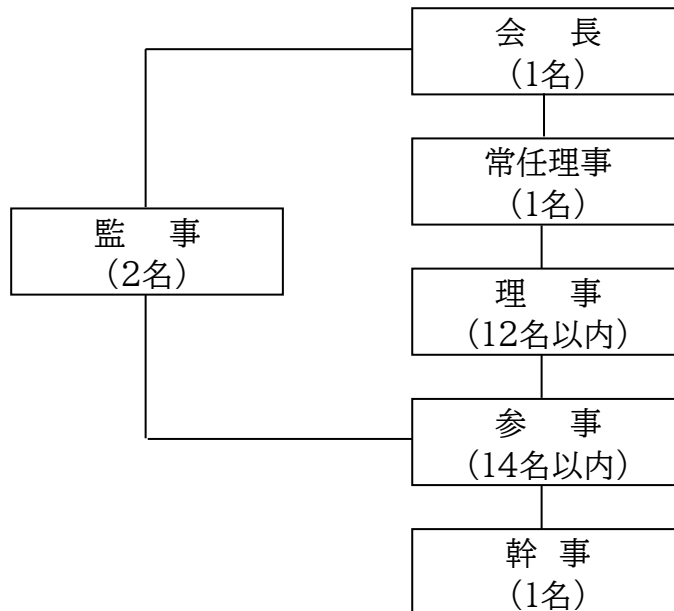 会　長
（1名）
常任理事
（1名）
監　事
（2名）
理　事
（12名以内）
参　事
（14名以内）
幹 事
（1名）